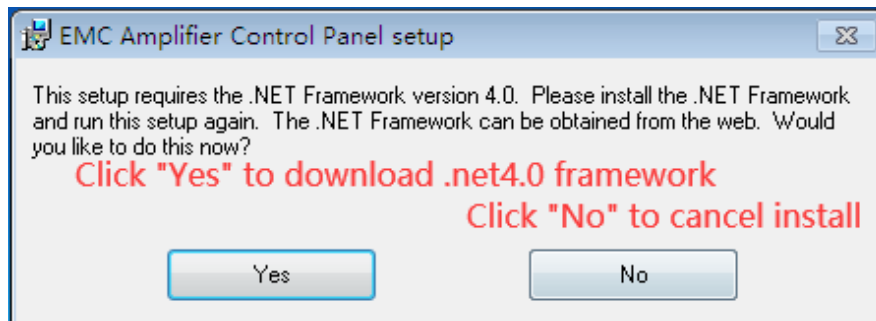 EMC Amplifier Control Panel setup
This setup requires the .NET Framework version 4.0.  Please install the .NET Framework
and run this setup again.  The .NET Framework can be obtained from the web.  Would
you like to do this now?
Click "Yes" to download .net4.0 framework
Click "No" to cancel install
Yes
No